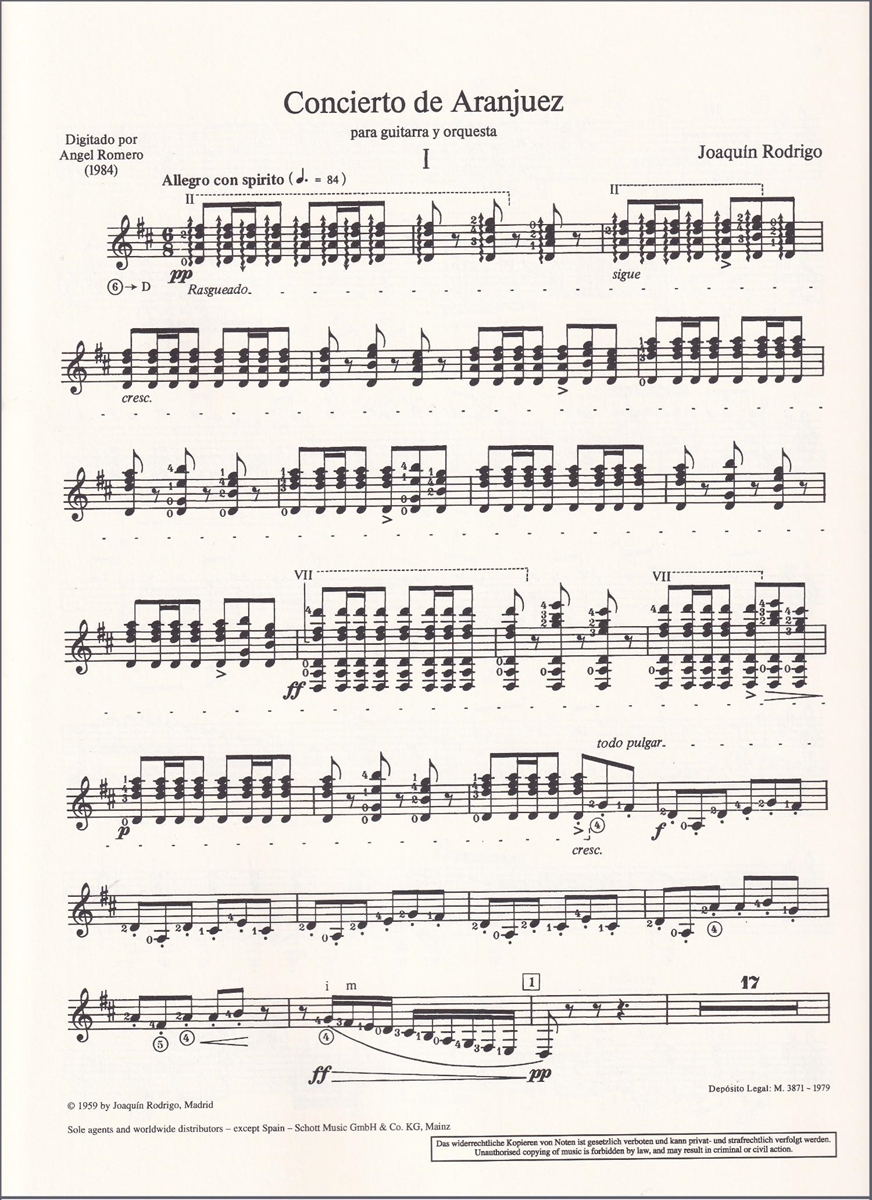 Concierto de Aranjuez
para guitarra y orquesta
I
Digitado por
Angel Romero
(1984)
Joaquín Rodrigo
Allegro con spirito (♩. = 84)
II
II
pp
Rasgueado
sigue
⑥→ D
cresc.
VII
VII
ff
todo pulgar
p
④
f
cresc.
④
i m
1
17
⑤ ④
④
ff
pp
Depósito Legal: M. 3871 - 1979
© 1959 by Joaquín Rodrigo, Madrid
Sole agents and worldwide distributors – except Spain – Schott Music GmbH & Co. KG, Mainz
Das widerrechtliche Kopieren von Noten ist gesetzlich verboten und kann privat- und strafrechtlich verfolgt werden.
Unauthorised copying of music is forbidden by law, and may result in criminal or civil action.